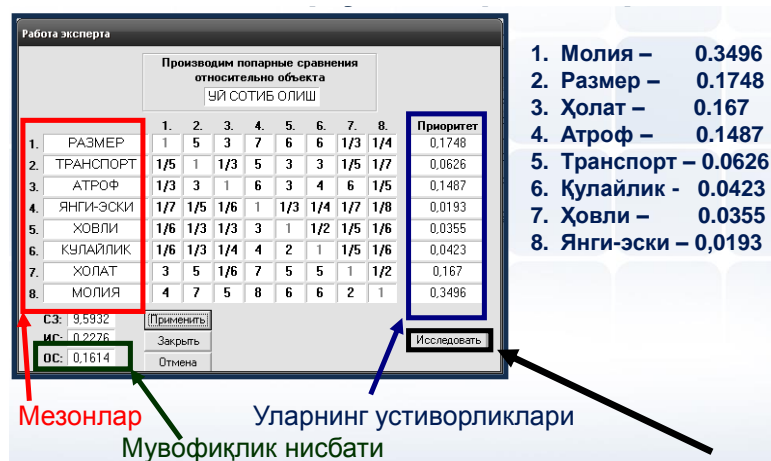 Работа эксперта
Производим попарные сравнения
относительно объекта
УЙ СОТИБ ОЛИШ
1. 2. 3. 4. 5. 6. 7. 8. Приоритет
1. РАЗМЕР 1 5 3 7 6 6 1/3 1/4 0,1748
2. ТРАНСПОРТ 1/5 1 1/3 5 3 3 1/5 1/7 0,0626
3. АТРОФ 1/3 3 1 6 3 4 6 1/5 0,1487
4. ЯНГИ-ЭСКИ 1/7 1/5 1/6 1 1/3 1/4 1/7 1/8 0,0193
5. ХОВЛИ 1/6 1/3 1/3 3 1 1/2 1/5 1/6 0,0355
6. КУЛАЙЛИК 1/6 1/3 1/4 4 2 1 1/5 1/6 0,0423
7. ХОЛАТ 3 5 1/6 7 5 5 1 1/2 0,167
8. МОЛИЯ 4 7 5 8 6 6 2 1 0,3496
СЗ: 9,5932 Применить
ИС: 0,2276 Закрыть Исследовать
ОС: 0,1614 Отмена
1. Молия – 0.3496
2. Размер – 0.1748
3. Ҳолат – 0.167
4. Атроф – 0.1487
5. Транспорт – 0.0626
6. Қулайлик - 0.0423
7. Ҳовли – 0.0355
8. Янги-эски – 0,0193
Мезонлар
Уларнинг устиворликлари
Мувофиқлик нисбати